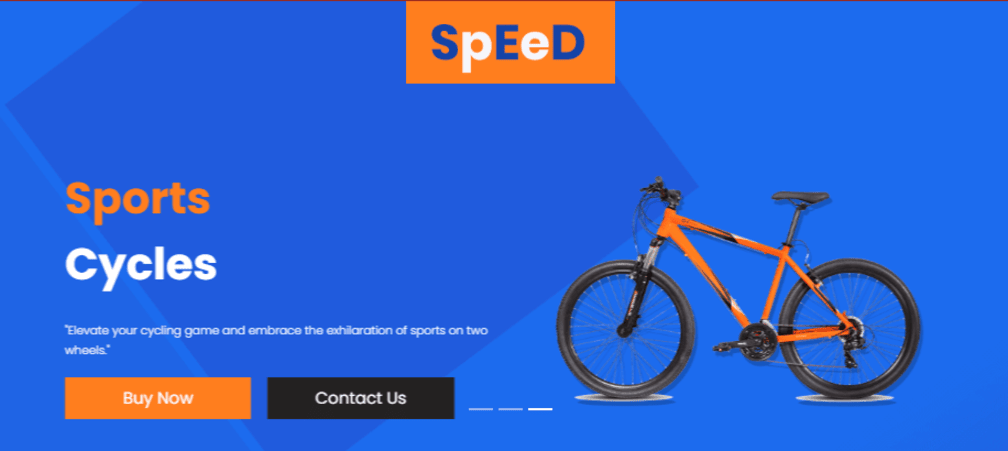 SpEeD
Sports
Cycles
"Elevate your cycling game and embrace the exhilaration of sports on two
wheels."
Buy Now
Contact Us